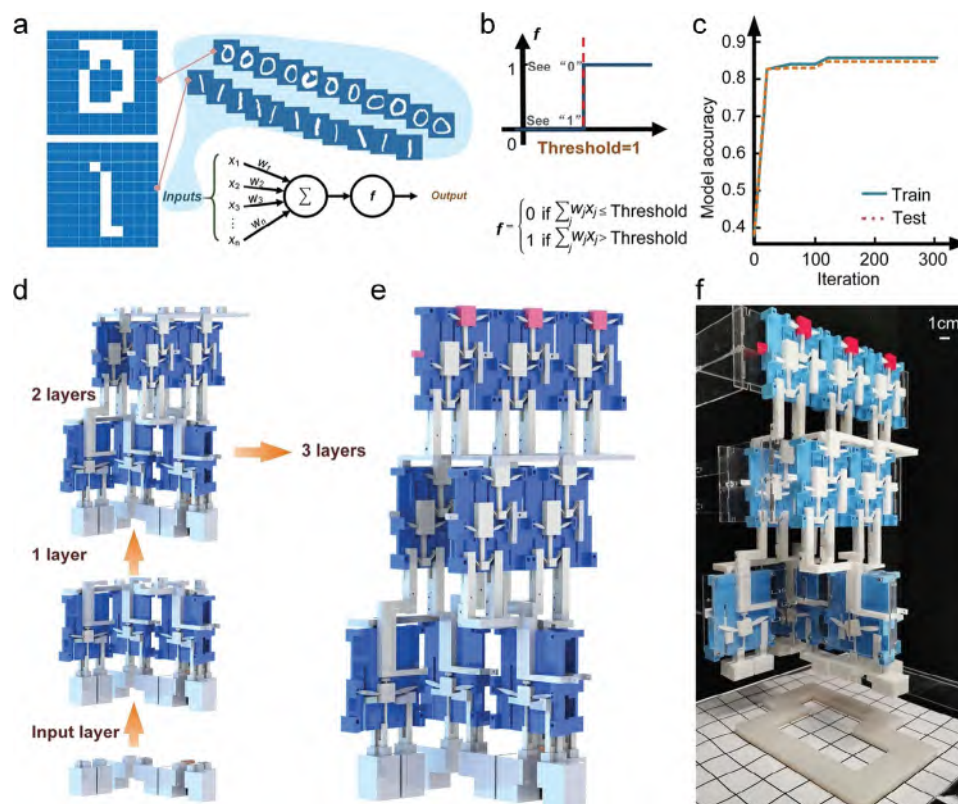 a
X₁
W₁
X₂
W₂
X₃
W₃
⋮
Xₙ
Wₙ
Inputs
Σ
f
Output
b
f
1
See “0”
See “1”
0
Threshold=1
f = { 0 if ∑ⱼ wⱼxⱼ ≤ Threshold
1 if ∑ⱼ wⱼxⱼ > Threshold
c
Model accuracy
0.9
0.8
0.7
0.6
0.5
0.4
Train
Test
0 100 200 300
Iteration
d
2 layers
3 layers
1 layer
Input layer
e
f
1cm